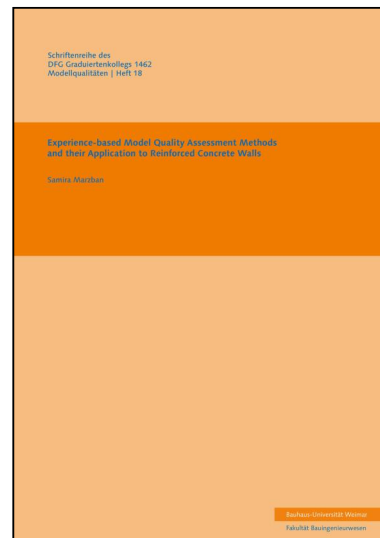 Schriftenreihe des
DFG Graduiertenkollegs 1462
Modellqualitäten | Heft 18
Experience-based Model Quality Assessment Methods
and their Application to Reinforced Concrete Walls
Samira Marzban
Bauhaus-Universität Weimar
Fakultät Bauingenieurwesen